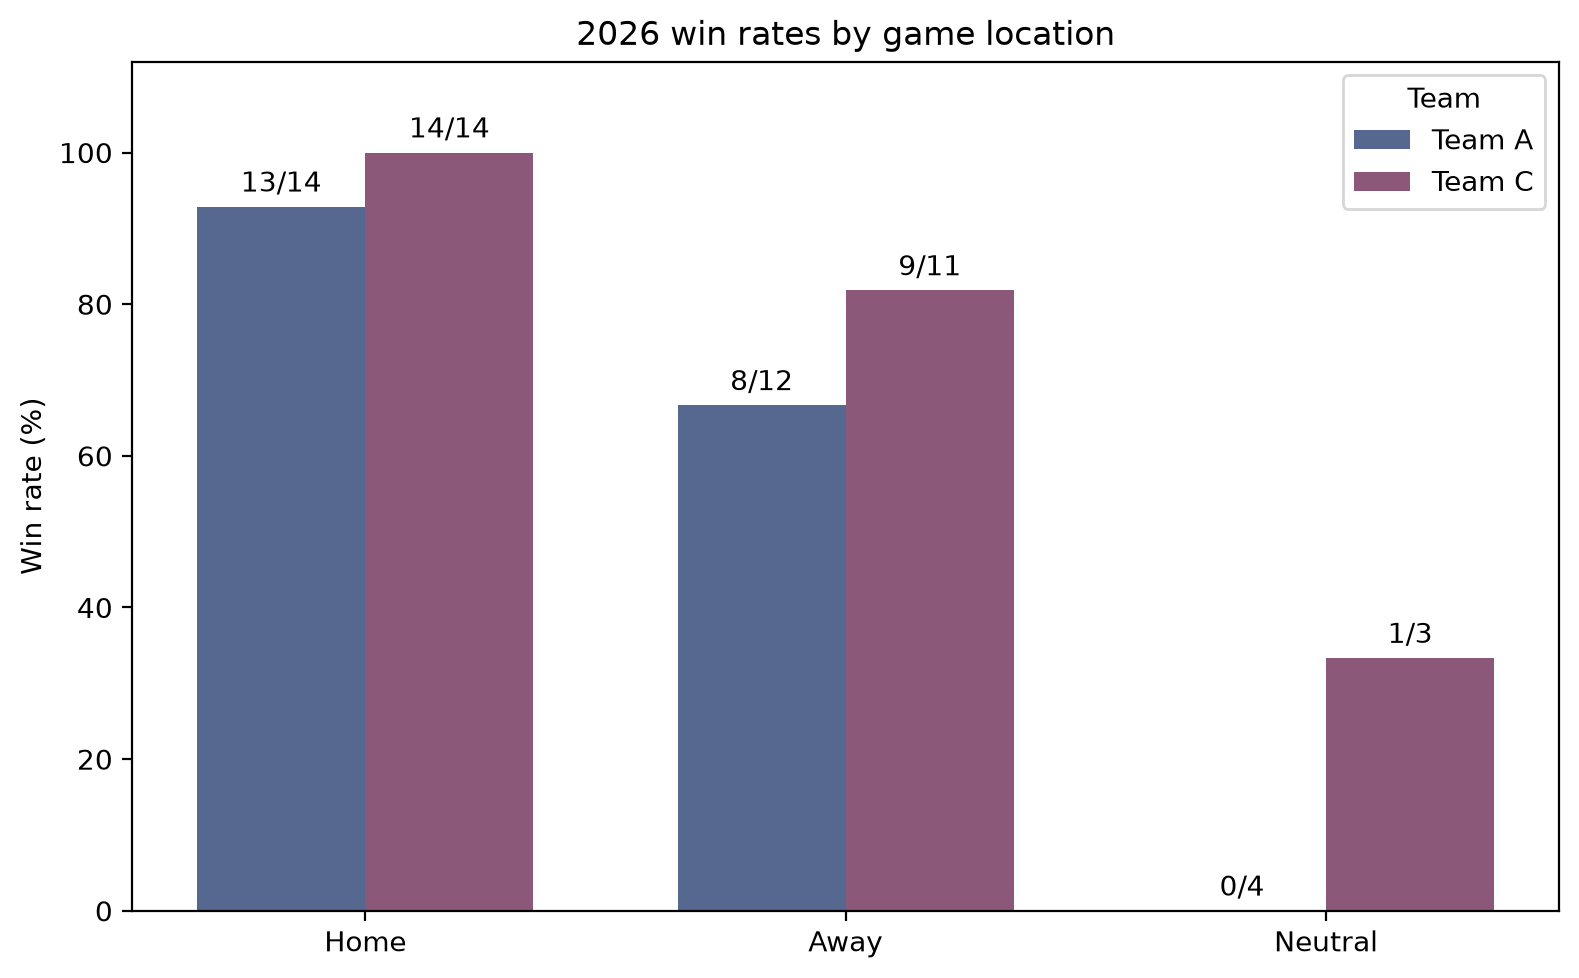 2026 win rates by game location
Team
Team A
Team C
Win rate (%)
100
80
60
40
20
0
13/14
14/14
8/12
9/11
0/4
1/3
Home
Away
Neutral